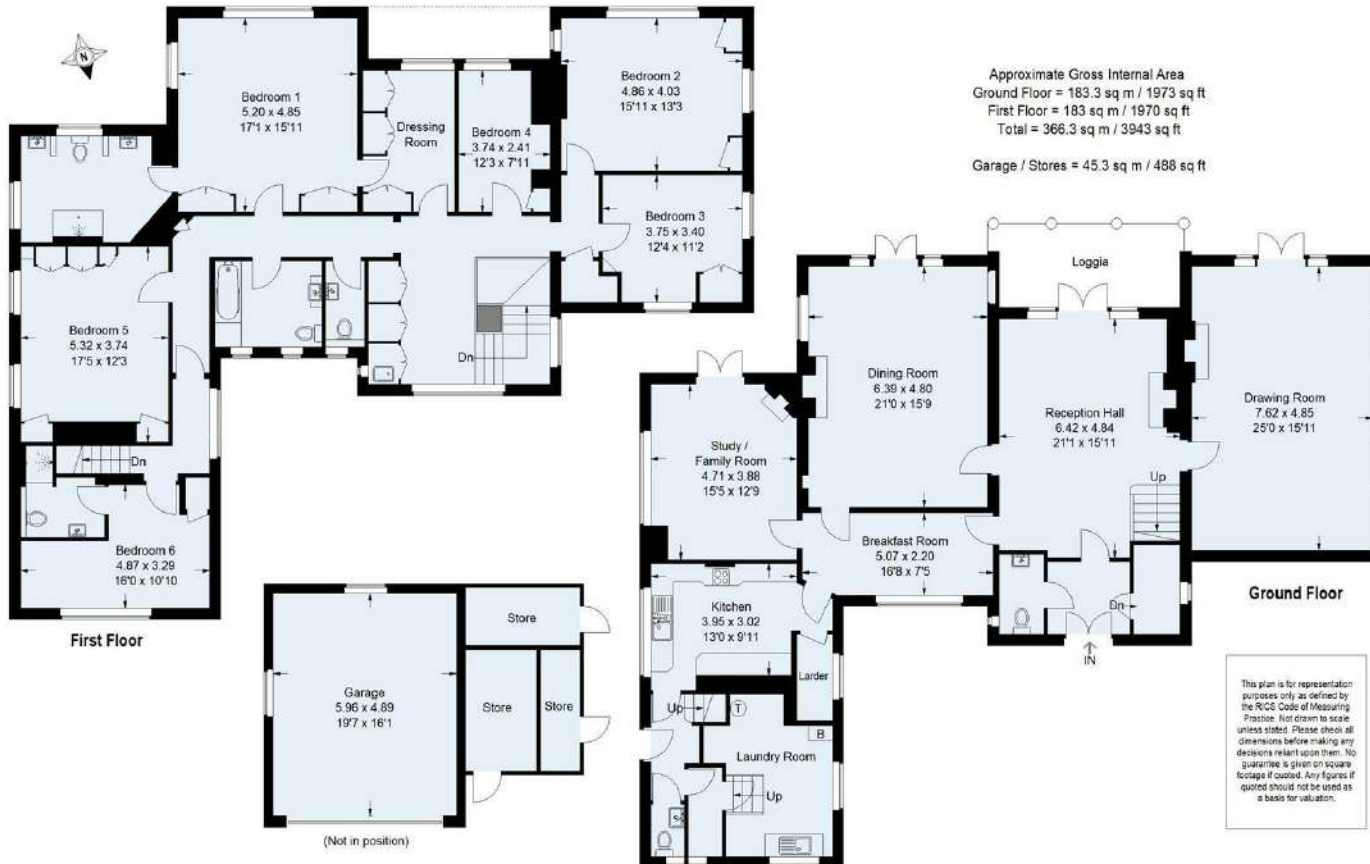 N
Bedroom 1
5.20 x 4.85
17'1 x 15'11
Dressing
Room
Bedroom 4
3.74 x 2.41
12'3 x 7'11
Bedroom 2
4.86 x 4.03
15'11 x 13'3
Bedroom 3
3.75 x 3.40
12'4 x 11'2
Bedroom 5
5.32 x 3.74
17'5 x 12'3
Dn
Dn
Bedroom 6
4.87 x 3.29
16'0 x 10'10
First Floor
Approximate Gross Internal Area
Ground Floor = 183.3 sq m / 1973 sq ft
First Floor = 183 sq m / 1970 sq ft
Total = 366.3 sq m / 3943 sq ft
Garage / Stores = 45.3 sq m / 488 sq ft
Loggia
Dining Room
6.39 x 4.80
21'0 x 15'9
Reception Hall
6.42 x 4.84
21'1 x 15'11
Up
Drawing Room
7.62 x 4.85
25'0 x 15'11
Study /
Family Room
4.71 x 3.88
15'5 x 12'9
Breakfast Room
5.07 x 2.20
16'8 x 7'5
Kitchen
3.95 x 3.02
13'0 x 9'11
Larder
Dn
IN
Up
T
B
Laundry Room
Up
Ground Floor
Garage
5.96 x 4.89
19'7 x 16'1
Store
Store
Store
(Not in position)
This plan is for representation
purposes only as defined by
the RICS Code of Measuring
Practice. Not drawn to scale
unless stated. Please check all
dimensions before making any
decisions reliant upon them. No
guarantee is given on square
footage if quoted. Any figures if
quoted should not be used as
a basis for valuation.